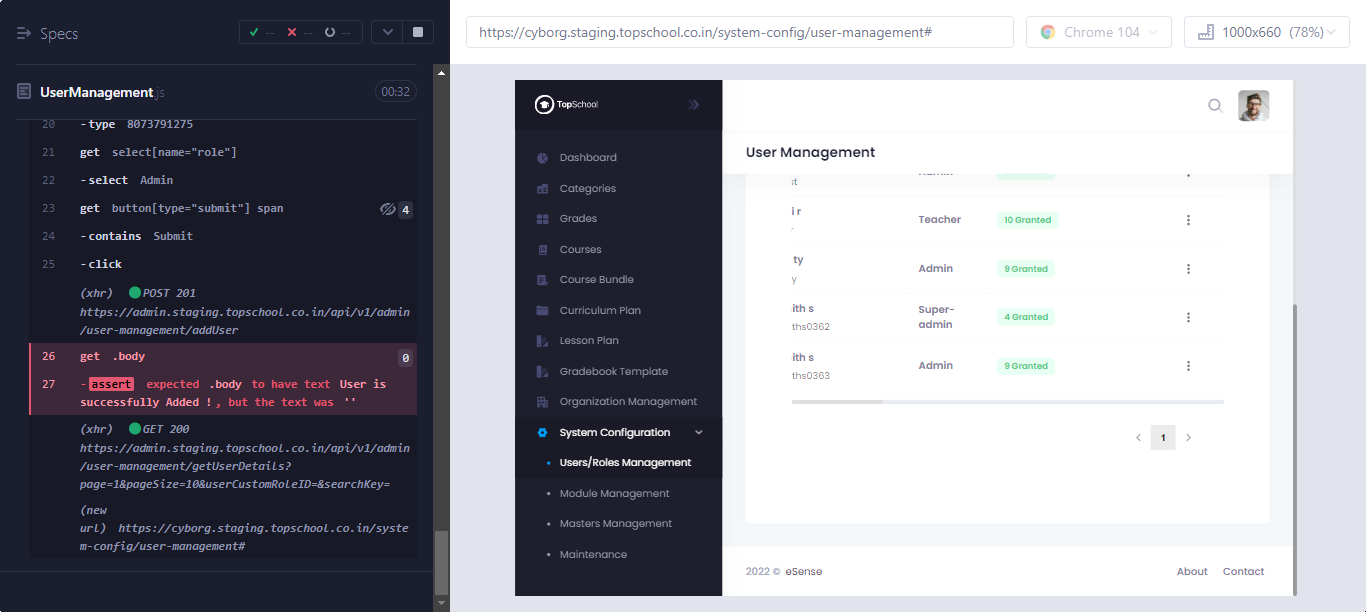 Specs
-- -- --
UserManagement.js 00:32
20 -type 8073791275
21 get select[name="role"]
22 -select Admin
23 get button[type="submit"] span 4
24 -contains Submit
25 -click
(xhr) POST 201
https://admin.staging.topschool.co.in/api/v1/admin
/user-management/addUser
26 get .body 0
27 -assert expected .body to have text User is
successfully Added !, but the text was ''
(xhr) GET 200
https://admin.staging.topschool.co.in/api/v1/admin
/user-management/getUserDetails?
page=1&pageSize=10&userCustomRoleID=&searchKey=
(new
url) https://cyborg.staging.topschool.co.in/syste
m-config/user-management#
https://cyborg.staging.topschool.co.in/system-config/user-management#
Chrome 104
1000x660 (78%)
TopSchool
Dashboard
Categories
Grades
Courses
Course Bundle
Curriculum Plan
Lesson Plan
Gradebook Template
Organization Management
System Configuration
Users/Roles Management
Module Management
Masters Management
Maintenance
User Management
i r
Teacher 10 Granted
ty
Admin 9 Granted
y
ith s
Super-
admin
4 Granted
ths0362
ith s
Admin 9 Granted
ths0363
1
2022 © eSense
About Contact